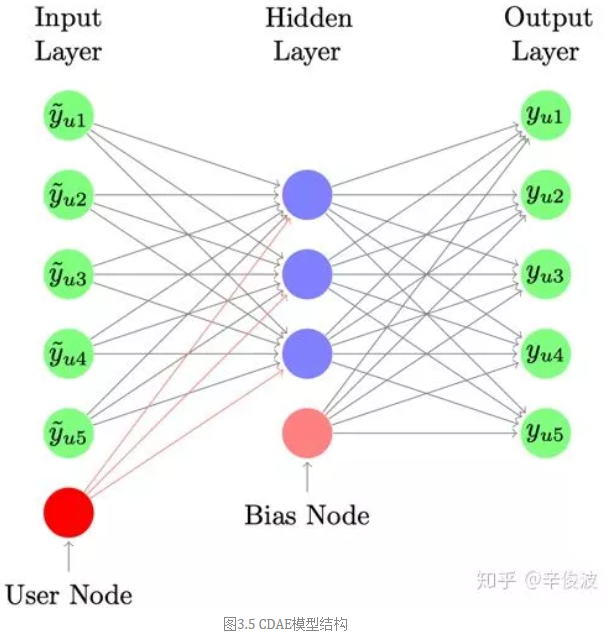 Input Layer
Hidden Layer
Output Layer
ỹu1
ỹu2
ỹu3
ỹu4
ỹu5
yu1
yu2
yu3
yu4
yu5
Bias Node
User Node
知乎 @辛俊波
图3.5 CDAE模型结构